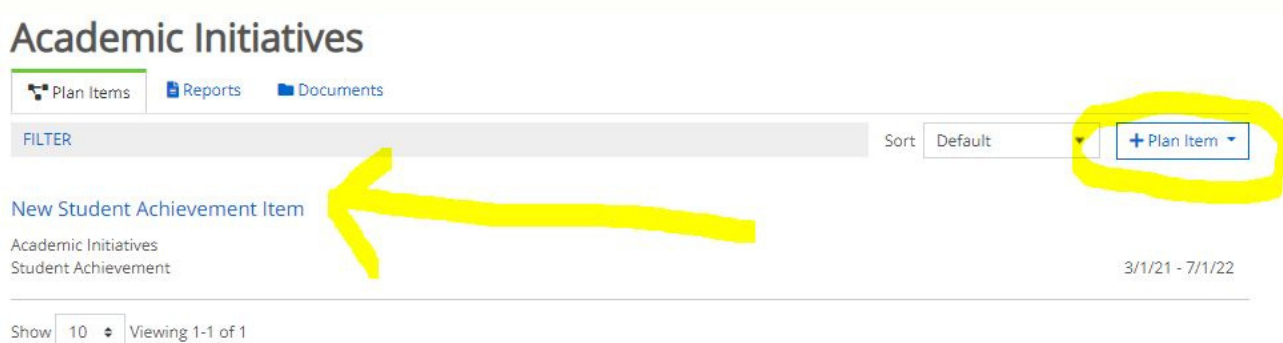 Academic Initiatives
Plan Items Reports Documents
FILTER Sort Default + Plan Item
New Student Achievement Item
Academic Initiatives
Student Achievement 3/1/21 - 7/1/22
Show 10 Viewing 1-1 of 1